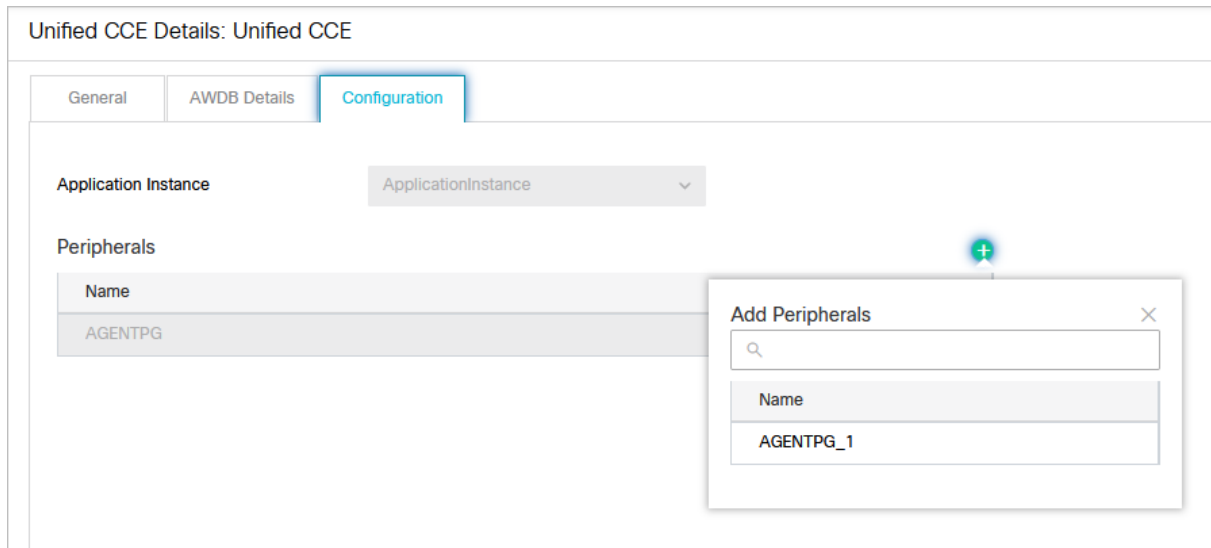 Unified CCE Details: Unified CCE
General AWDB Details Configuration
Application Instance ApplicationInstance
Peripherals
Name
AGENTPG
Add Peripherals
Name
AGENTPG_1